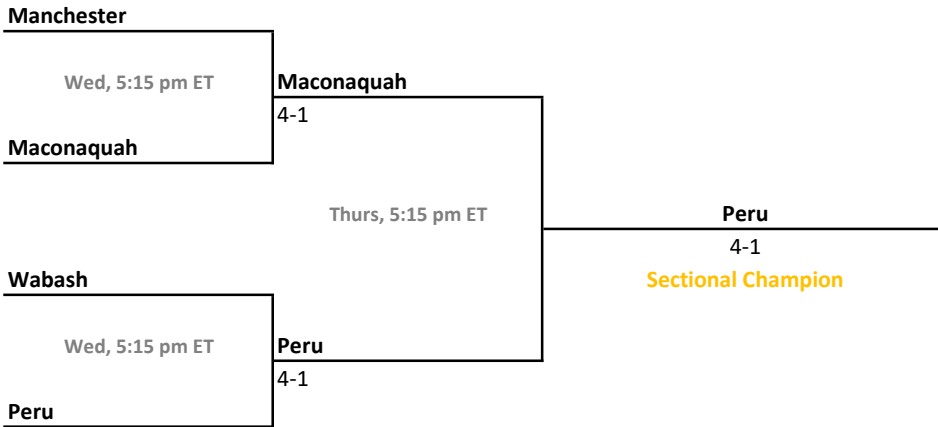 Manchester
Wed, 5:15 pm ET
Maconaquah
4-1
Maconaquah
Thurs, 5:15 pm ET
Peru
4-1
Sectional Champion
Wabash
Wed, 5:15 pm ET
Peru
4-1
Peru